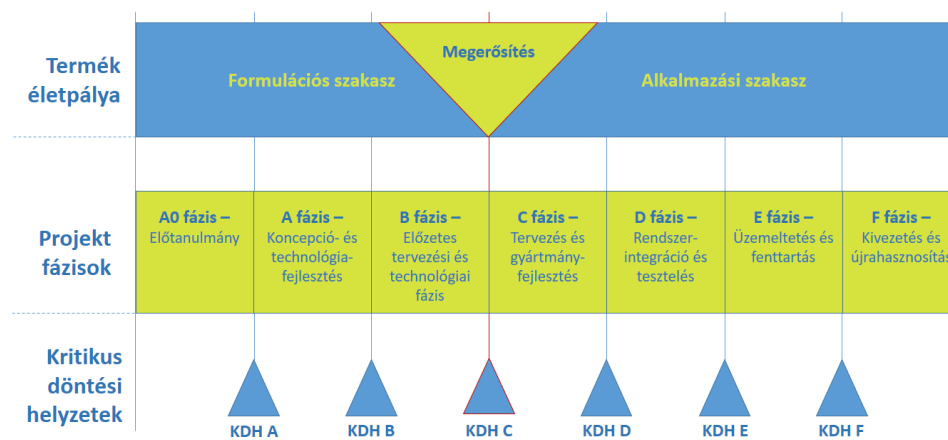 Termék
életpálya
Formulációs szakasz
Megerősítés
Alkalmazási szakasz
Projekt
fázisok
A0 fázis –
Előtanulmány
A fázis –
Koncepció- és
technológia-
fejlesztés
B fázis –
Előzetes
tervezési és
technológiai
fázis
C fázis –
Tervezés és
gyártmány-
fejlesztés
D fázis –
Rendszer-
integráció és
tesztelés
E fázis –
Üzemeltetés és
fenttartás
F fázis –
Kivezetés és
újrahasznosítás
Kritikus
döntési
helyzetek
KDH A
KDH B
KDH C
KDH D
KDH E
KDH F